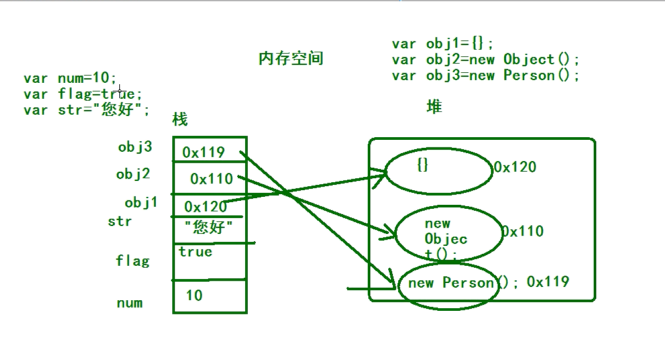 内存空间
var obj1={};
var obj2=new Object();
var obj3=new Person();
var num=10;
var flag=true;
var str="您好";
栈
堆
obj3
0x119
obj2
0x110
obj1
0x120
str
"您好"
flag
true
num
10
{}
0x120
new
Objec
t();
0x110
new Person();
0x119